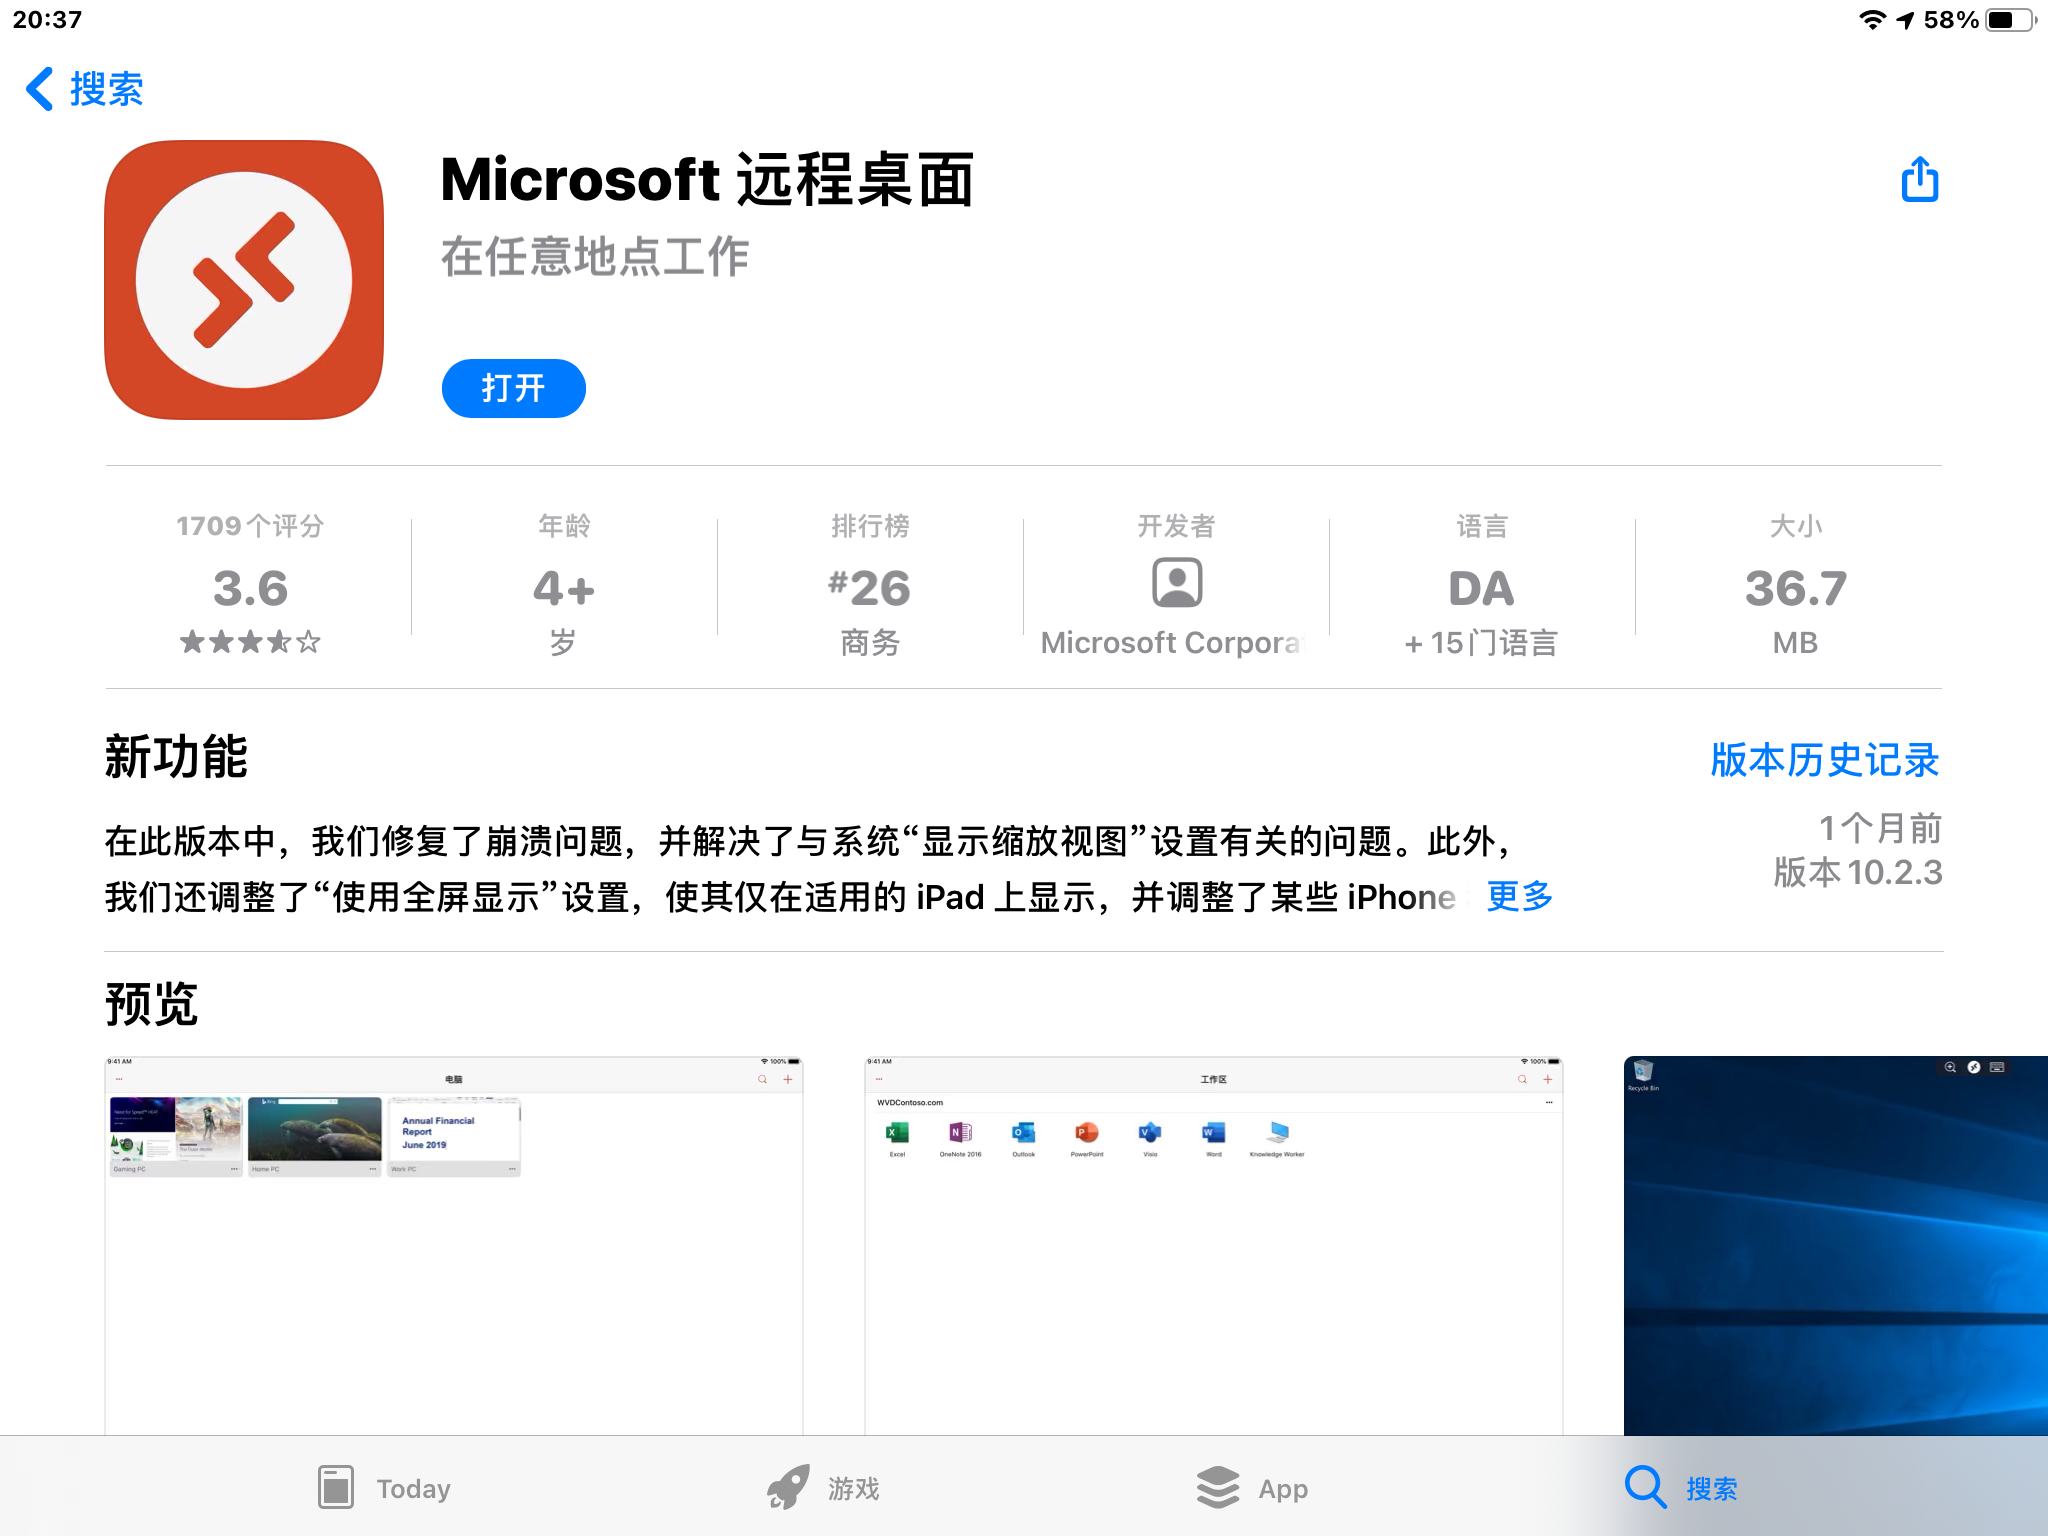 20:37
58%
搜索
Microsoft 远程桌面
在任意地点工作
打开
1709个评分
3.6
年龄
4+
岁
排行榜
#26
商务
开发者
Microsoft Corpora
语言
DA
+ 15门语言
大小
36.7
MB
新功能
版本历史记录
在此版本中，我们修复了崩溃问题，并解决了与系统“显示缩放视图”设置有关的问题。此外，
我们还调整了“使用全屏显示”设置，使其仅在适用的 iPad 上显示，并调整了某些 iPhone 更多
1个月前
版本10.2.3
预览
9:41 AM
100%
电脑
Need for Speed™ HEAT
Bing
Annual Financial
Report
June 2019
Gaming PC
Home PC
Work PC
9:41 AM
100%
工作区
WVDContoso.com
Excel
OneNote 2016
Outlook
PowerPoint
Visio
Word
Knowledge Worker
Recycle Bin
Today
游戏
App
搜索